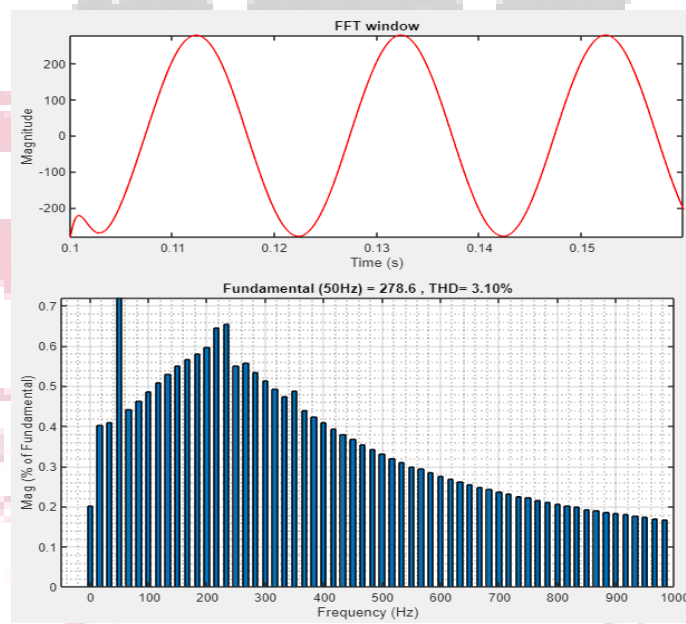 FFT window
200
100
0
-100
-200
Magnitude
0.1 0.11 0.12 0.13 0.14 0.15
Time (s)
Fundamental (50Hz) = 278.6 , THD= 3.10%
0.7
0.6
0.5
0.4
0.3
0.2
0.1
0
Mag (% of Fundamental)
0 100 200 300 400 500 600 700 800 900 1000
Frequency (Hz)